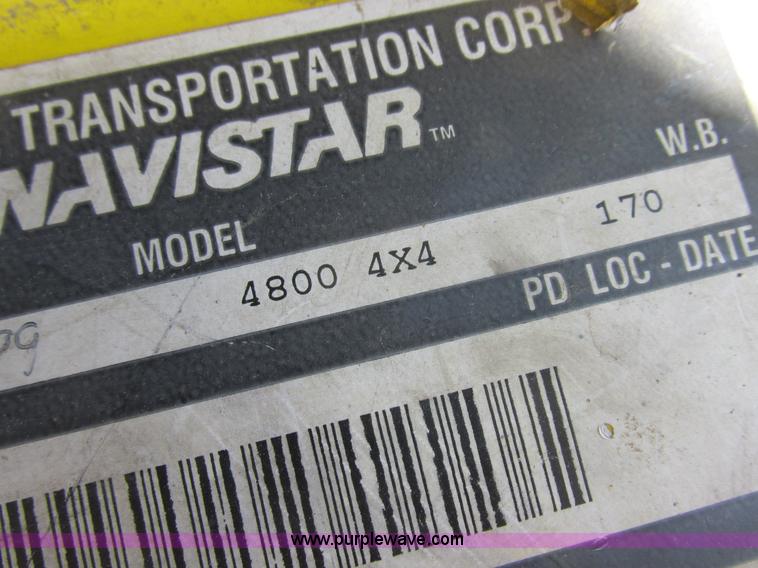 TRANSPORTATION CORP.
NAVISTAR™
W.B.
MODEL
4800 4X4 170
PD LOC - DATE
www.purplewave.com